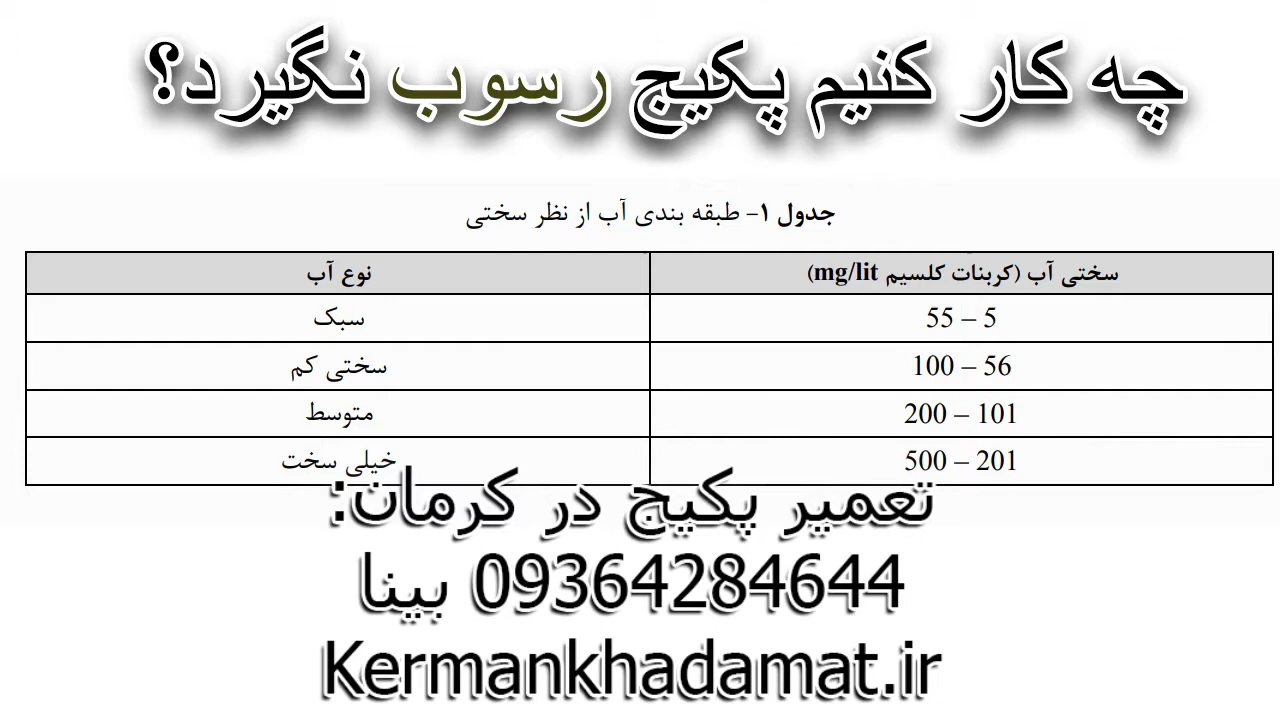 چه کار کنیم پکیج رسوب نگیرد؟
جدول ۱- طبقه بندی آب از نظر سختی
سختی آب (کربنات کلسیم mg/lit) نوع آب
5 – 55 سبک
56 – 100 سختی کم
101 – 200 متوسط
201 – 500 خیلی سخت
تعمیر پکیج در کرمان:
09364284644 بینا
Kermankhadamat.ir